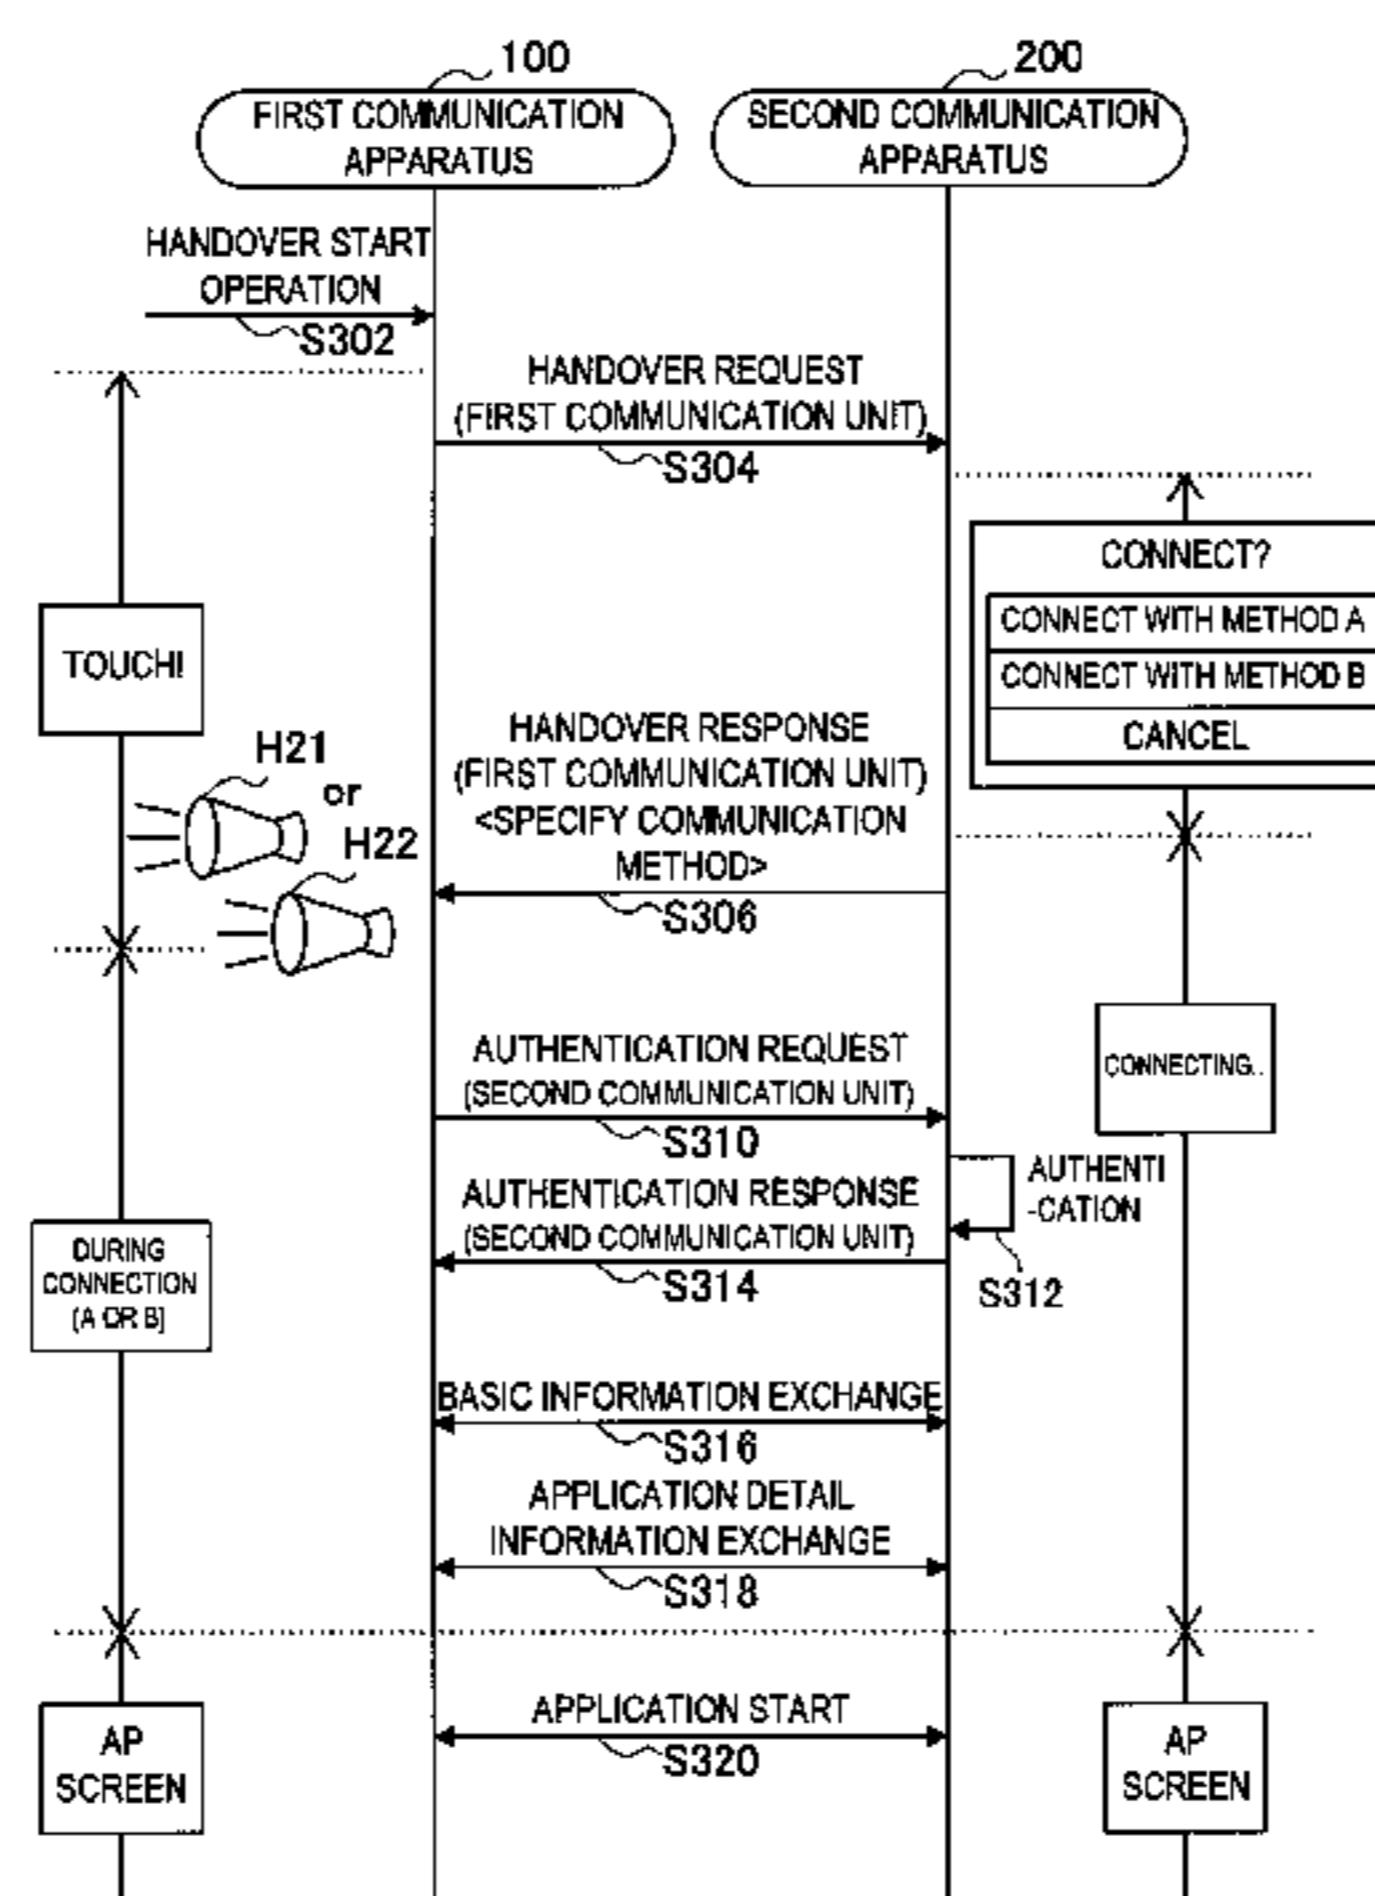 100
200
FIRST COMMUNICATION
APPARATUS
SECOND COMMUNICATION
APPARATUS
HANDOVER START
OPERATION
S302
HANDOVER REQUEST
(FIRST COMMUNICATION UNIT)
S304
CONNECT?
CONNECT WITH METHOD A
CONNECT WITH METHOD B
CANCEL
TOUCH!
H21
or
H22
HANDOVER RESPONSE
(FIRST COMMUNICATION UNIT)
<SPECIFY COMMUNICATION
METHOD>
S306
CONNECTING..
AUTHENTICATION REQUEST
(SECOND COMMUNICATION UNIT)
S310
AUTHENTI
-CATION
S312
AUTHENTICATION RESPONSE
(SECOND COMMUNICATION UNIT)
S314
DURING
CONNECTION
(A OR B)
BASIC INFORMATION EXCHANGE
S316
APPLICATION DETAIL
INFORMATION EXCHANGE
S318
APPLICATION START
S320
AP
SCREEN
AP
SCREEN